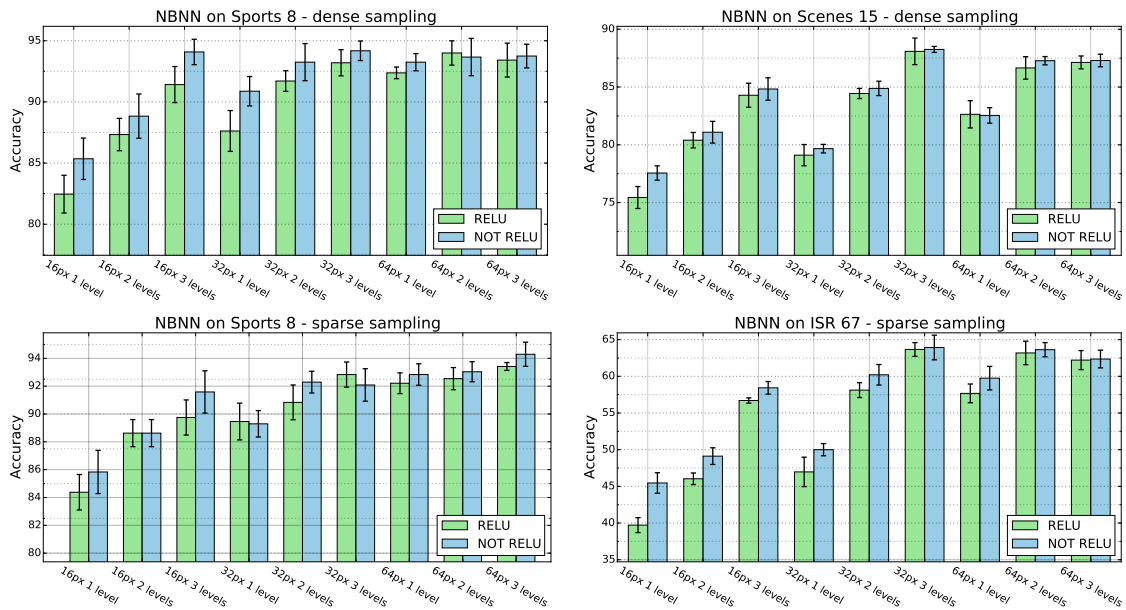 NBNN on Sports 8 - dense sampling
Accuracy
95
90
85
80
RELU
NOT RELU
16px 1 level
16px 2 levels
16px 3 levels
32px 1 level
32px 2 levels
32px 3 levels
64px 1 level
64px 2 levels
64px 3 levels
NBNN on Scenes 15 - dense sampling
Accuracy
90
85
80
75
RELU
NOT RELU
16px 1 level
16px 2 levels
16px 3 levels
32px 1 level
32px 2 levels
32px 3 levels
64px 1 level
64px 2 levels
64px 3 levels
NBNN on Sports 8 - sparse sampling
Accuracy
94
92
90
88
86
84
82
80
RELU
NOT RELU
16px 1 level
16px 2 levels
16px 3 levels
32px 1 level
32px 2 levels
32px 3 levels
64px 1 level
64px 2 levels
64px 3 levels
NBNN on ISR 67 - sparse sampling
Accuracy
65
60
55
50
45
40
35
RELU
NOT RELU
16px 1 level
16px 2 levels
16px 3 levels
32px 1 level
32px 2 levels
32px 3 levels
64px 1 level
64px 2 levels
64px 3 levels